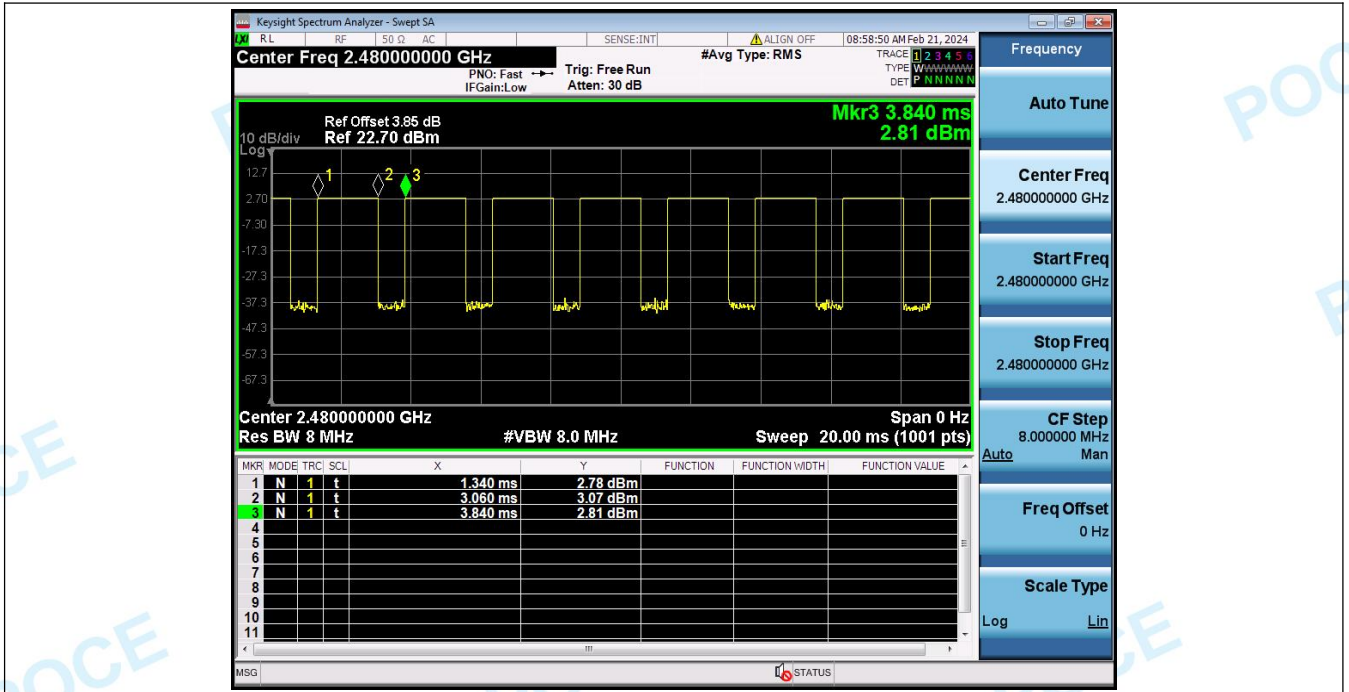 Keysight Spectrum Analyzer - Swept SA
LXI RL RF 50 Ω AC SENSE:INT ALIGN OFF 08:58:50 AM Feb 21, 2024
Center Freq 2.480000000 GHz #Avg Type: RMS TRACE 1 2 3 4 5 6
PNO: Fast Trig: Free Run TYPE WWWWWW
IFGain:Low Atten: 30 dB DET P N N N N N
Mkr3 3.840 ms
2.81 dBm
Ref Offset 3.85 dB
10 dB/div Ref 22.70 dBm
Log
12.7
2.70
-7.30
-17.3
-27.3
-37.3
-47.3
-57.3
-67.3
1 2 3
Center 2.480000000 GHz Span 0 Hz
Res BW 8 MHz #VBW 8.0 MHz Sweep 20.00 ms (1001 pts)
MKR MODE TRC SCL X Y FUNCTION FUNCTION WIDTH FUNCTION VALUE
1 N 1 t 1.340 ms 2.78 dBm
2 N 1 t 3.060 ms 3.07 dBm
3 N 1 t 3.840 ms 2.81 dBm
4
5
6
7
8
9
10
11
MSG STATUS
Frequency
Auto Tune
Center Freq
2.480000000 GHz
Start Freq
2.480000000 GHz
Stop Freq
2.480000000 GHz
CF Step
8.000000 MHz
Auto Man
Freq Offset
0 Hz
Scale Type
Log Lin
POCE